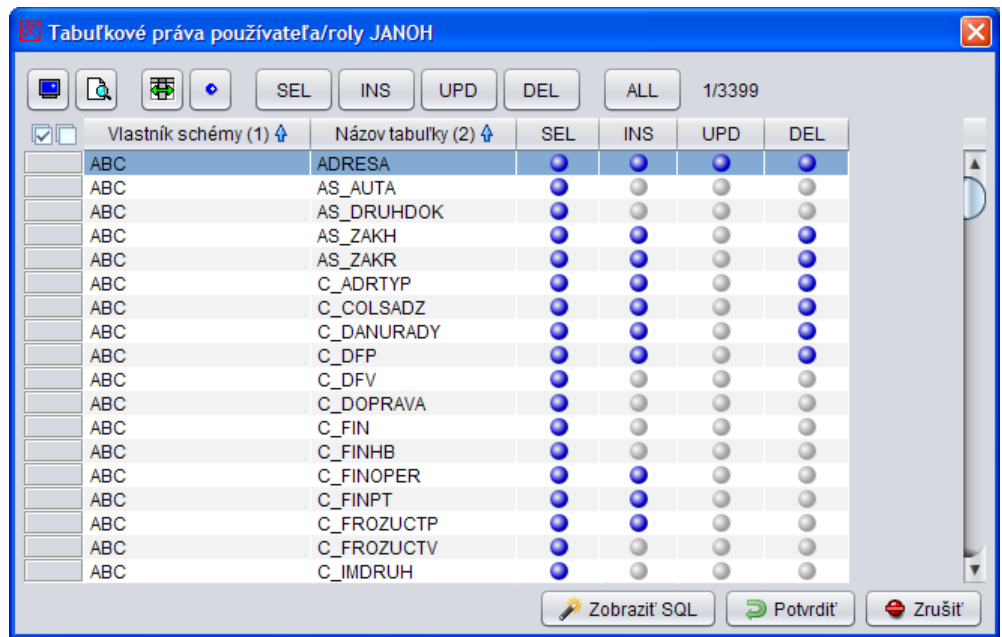 Tabuľkové práva používateľa/roly JANOH
SEL INS UPD DEL ALL 1/3399
Vlastník schémy (1) Názov tabuľky (2) SEL INS UPD DEL
ABC ADRESA
ABC AS_AUTA
ABC AS_DRUHDOK
ABC AS_ZAKH
ABC AS_ZAKR
ABC C_ADRTYP
ABC C_COLSADZ
ABC C_DANURADY
ABC C_DFP
ABC C_DFV
ABC C_DOPRAVA
ABC C_FIN
ABC C_FINHB
ABC C_FINOPER
ABC C_FINPT
ABC C_FROZUCTP
ABC C_FROZUCTV
ABC C_IMDRUH
Zobraziť SQL Potvrdiť Zrušiť